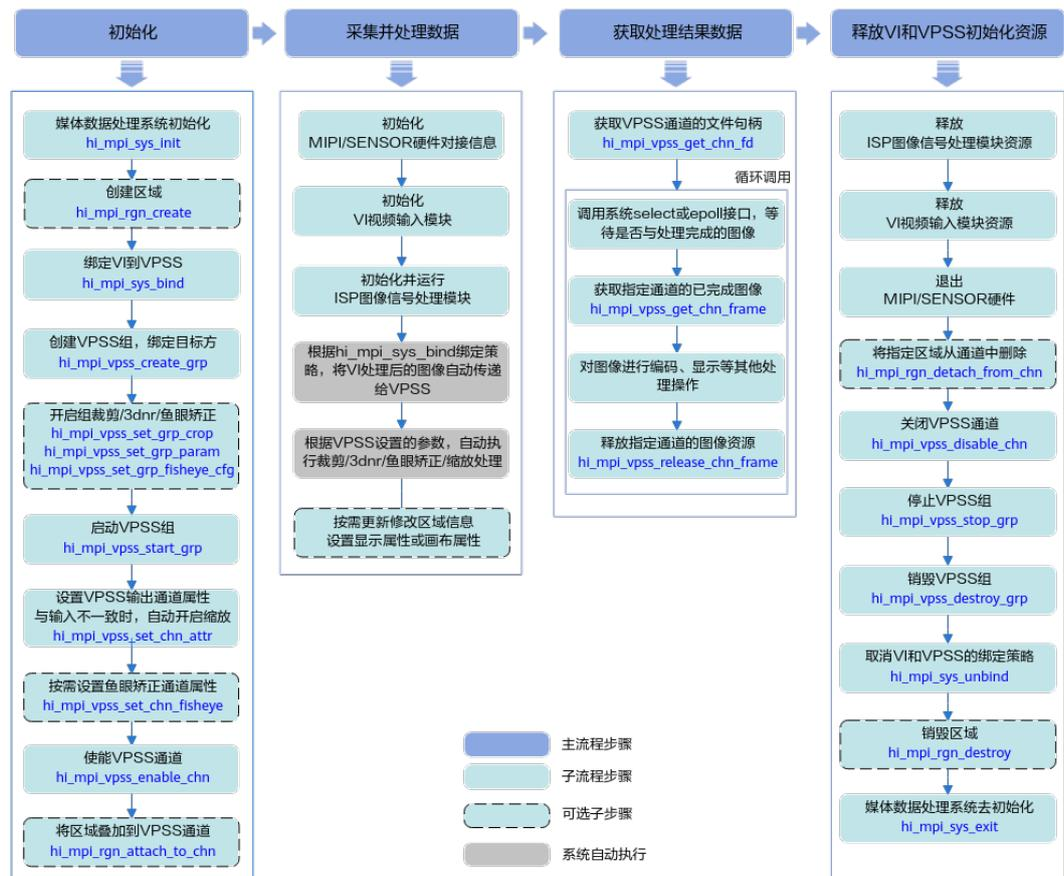 初始化
采集并处理数据
获取处理结果数据
释放VI和VPSS初始化资源
媒体数据处理系统初始化
hi_mpi_sys_init
创建区域
hi_mpi_rgn_create
绑定VI到VPSS
hi_mpi_sys_bind
创建VPSS组，绑定目标方
hi_mpi_vpss_create_grp
开启组裁剪/3dnr/鱼眼矫正
hi_mpi_vpss_set_grp_crop
hi_mpi_vpss_set_grp_param
hi_mpi_vpss_set_grp_fisheye_cfg
启动VPSS组
hi_mpi_vpss_start_grp
设置VPSS输出通道属性
与输入不一致时，自动开启缩放
hi_mpi_vpss_set_chn_attr
按需设置鱼眼矫正通道属性
hi_mpi_vpss_set_chn_fisheye
使能VPSS通道
hi_mpi_vpss_enable_chn
将区域叠加到VPSS通道
hi_mpi_rgn_attach_to_chn
初始化
MIPI/SENSOR硬件对接信息
初始化
VI视频输入模块
初始化并运行
ISP图像信号处理模块
根据hi_mpi_sys_bind绑定策
略，将VI处理后的图像自动传递
给VPSS
根据VPSS设置的参数，自动执
行裁剪/3dnr/鱼眼矫正/缩放处理
按需更新修改区域信息
设置显示属性或画布属性
获取VPSS通道的文件句柄
hi_mpi_vpss_get_chn_fd
循环调用
调用系统select或epoll接口，等
待是否与处理完成的图像
获取指定通道的已完成图像
hi_mpi_vpss_get_chn_frame
对图像进行编码、显示等其他处
理操作
释放指定通道的图像资源
hi_mpi_vpss_release_chn_frame
释放
ISP图像信号处理模块资源
释放
VI视频输入模块资源
退出
MIPI/SENSOR硬件
将指定区域从通道中删除
hi_mpi_rgn_detach_from_chn
关闭VPSS通道
hi_mpi_vpss_disable_chn
停止VPSS组
hi_mpi_vpss_stop_grp
销毁VPSS组
hi_mpi_vpss_destroy_grp
取消VI和VPSS的绑定策略
hi_mpi_sys_unbind
销毁区域
hi_mpi_rgn_destroy
媒体数据处理系统去初始化
hi_mpi_sys_exit
主流程步骤
子流程步骤
可选子步骤
系统自动执行